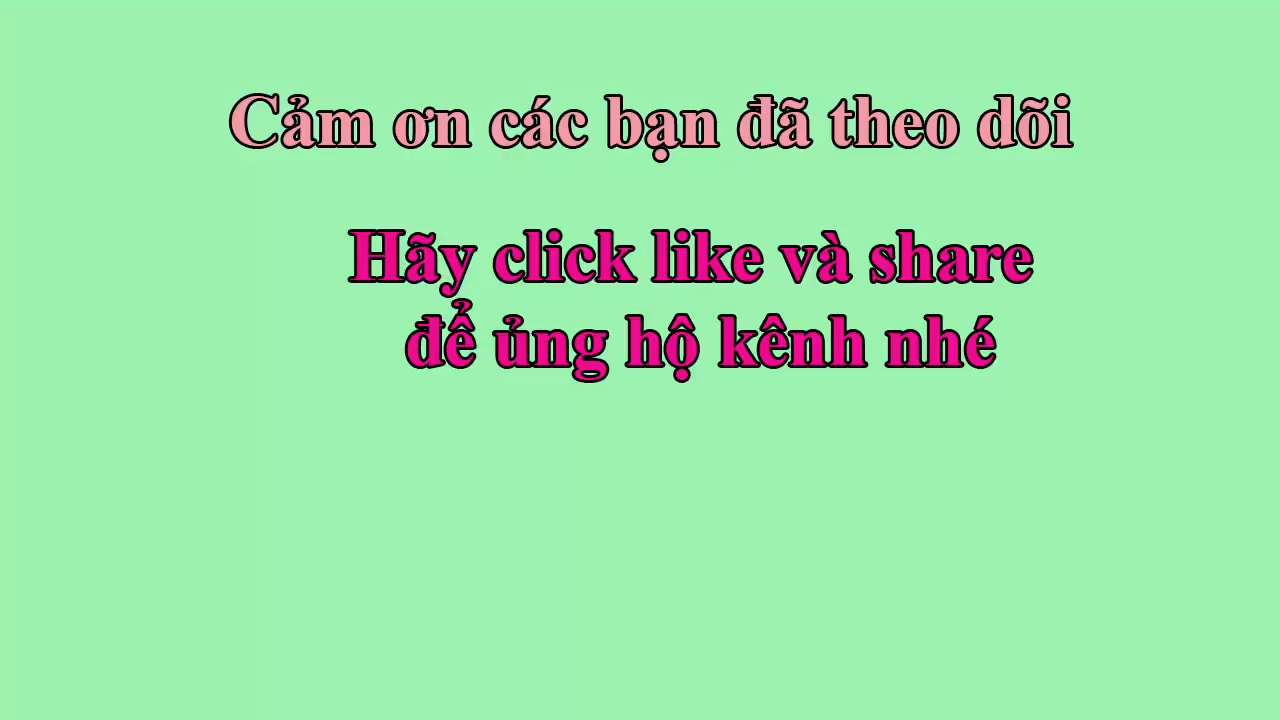 Cảm ơn các bạn đã theo dõi
Hãy click like và share
để ủng hộ kênh nhé